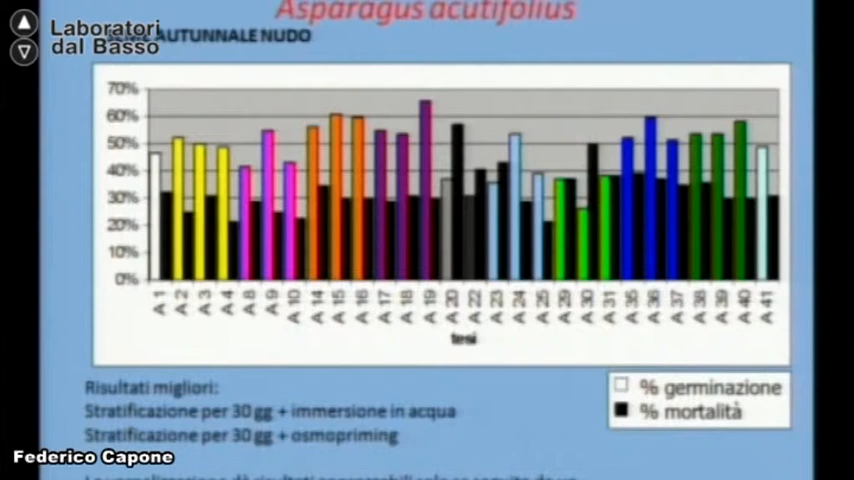 Asparagus acutifolius
Laboratori
dal Basso
AUTUNNALE NUDO
70%
60%
50%
40%
30%
20%
10%
0%
A 1
A 2
A 3
A 4
A 8
A 9
A 10
A 14
A 15
A 16
A 17
A 18
A 19
A 20
A 22
A 23
A 24
A 25
A 29
A 30
A 31
A 35
A 36
A 37
A 38
A 39
A 40
A 41
tesi
% germinazione
% mortalità
Risultati migliori:
Stratificazione per 30 gg + immersione in acqua
Stratificazione per 30 gg + osmopriming
Federico Capone